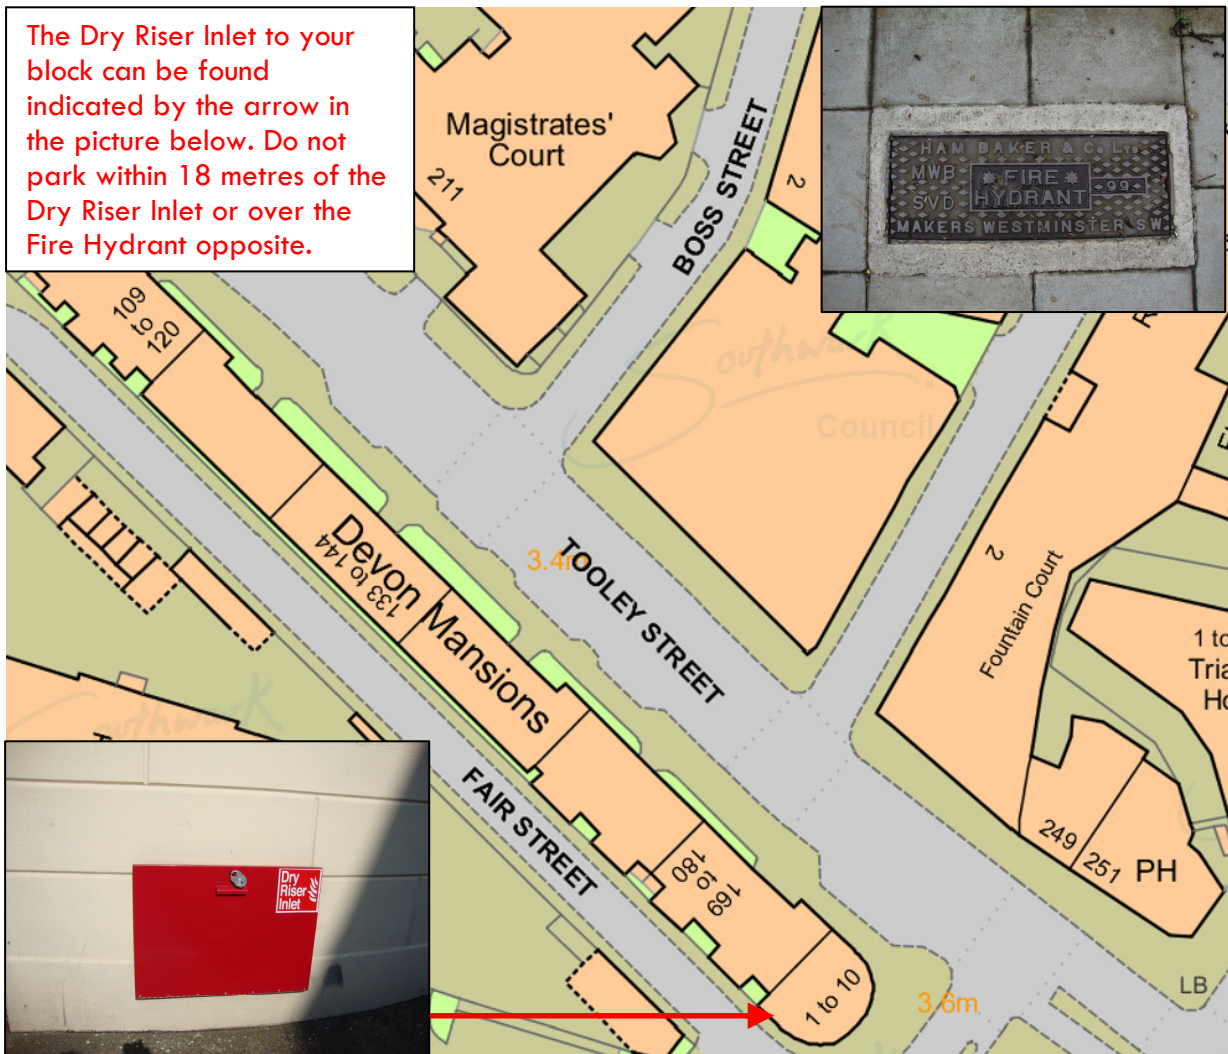 The Dry Riser Inlet to your
block can be found
indicated by the arrow in
the picture below. Do not
park within 18 metres of the
Dry Riser Inlet or over the
Fire Hydrant opposite.
Magistrates'
Court
211
BOSS STREET
2
HAM BAKER & Co LTD
MWB
FIRE
HYDRANT
99
SVD
MAKERS WESTMINSTER SW
109
to
120
Southwark
Council
Devon Mansions
133 to 144
3.4m
TOOLEY STREET
2
Fountain Court
1 to
Southwark
FAIR STREET
169 to 180
249
251
PH
Dry
Riser
Inlet
1 to 10
3.6m
LB